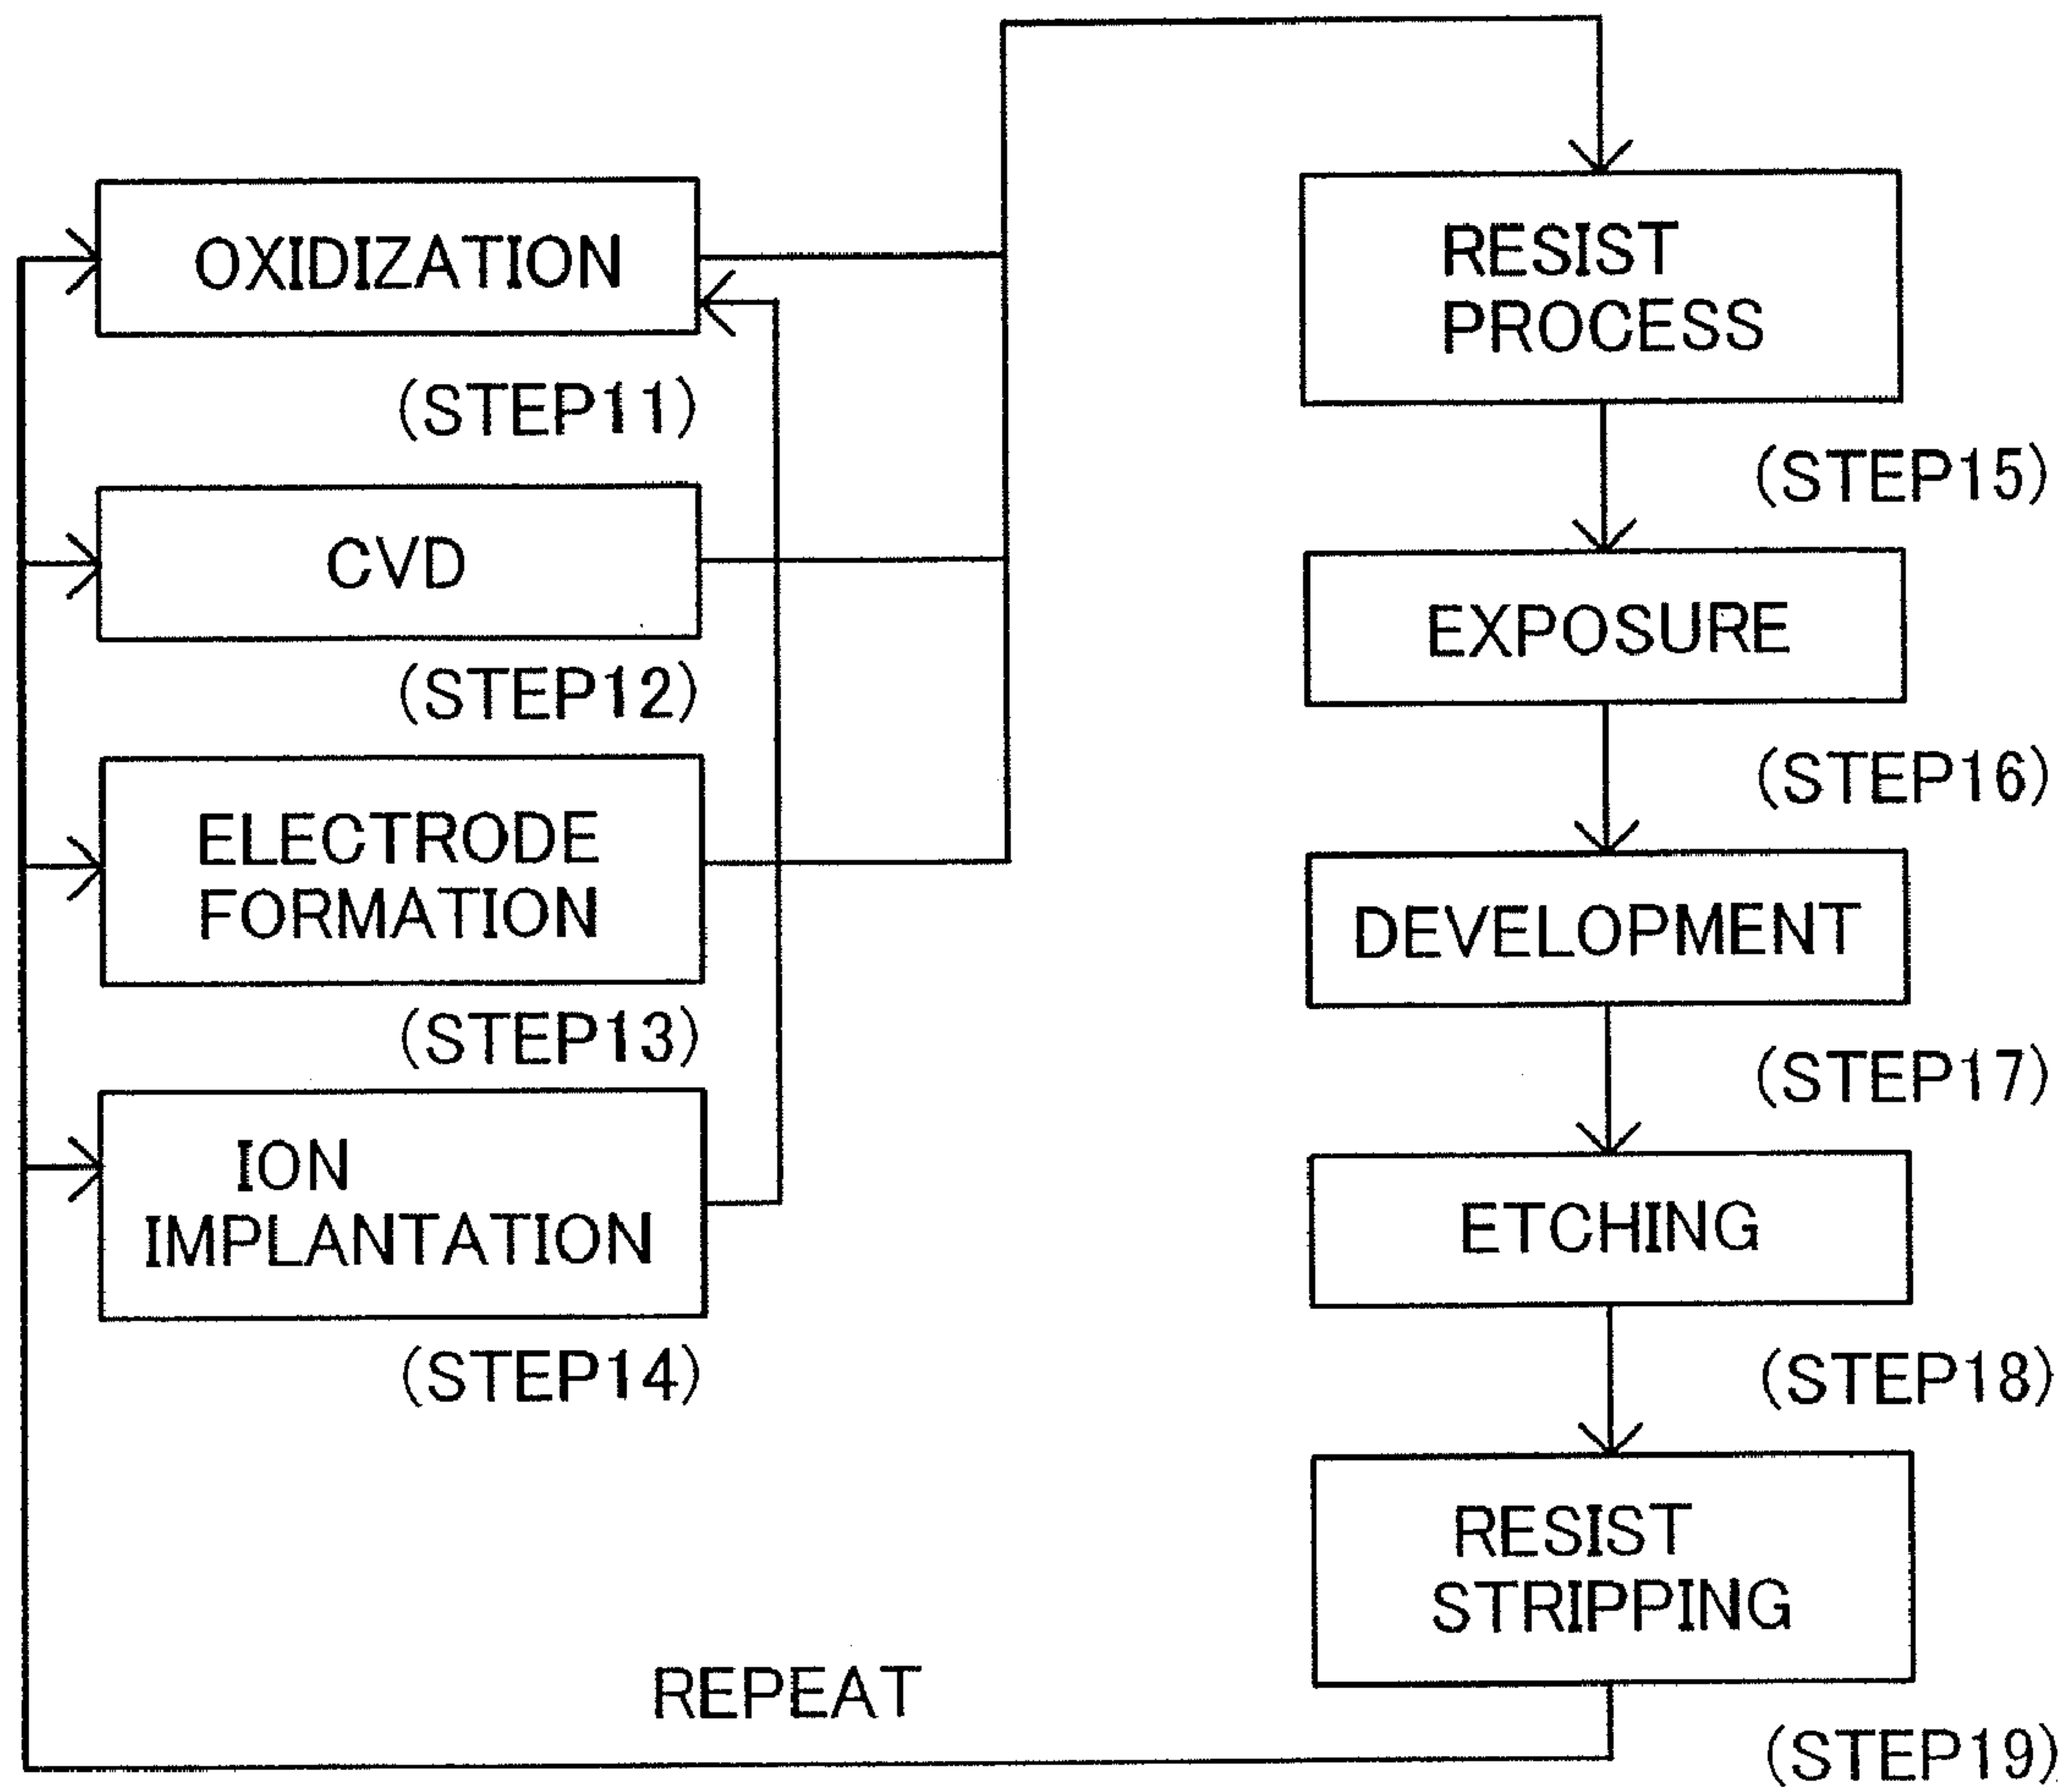 OXIDIZATION
(STEP11)
CVD
(STEP12)
ELECTRODE
FORMATION
(STEP13)
ION
IMPLANTATION
(STEP14)
RESIST
PROCESS
(STEP15)
EXPOSURE
(STEP16)
DEVELOPMENT
(STEP17)
ETCHING
(STEP18)
RESIST
STRIPPING
(STEP19)
REPEAT